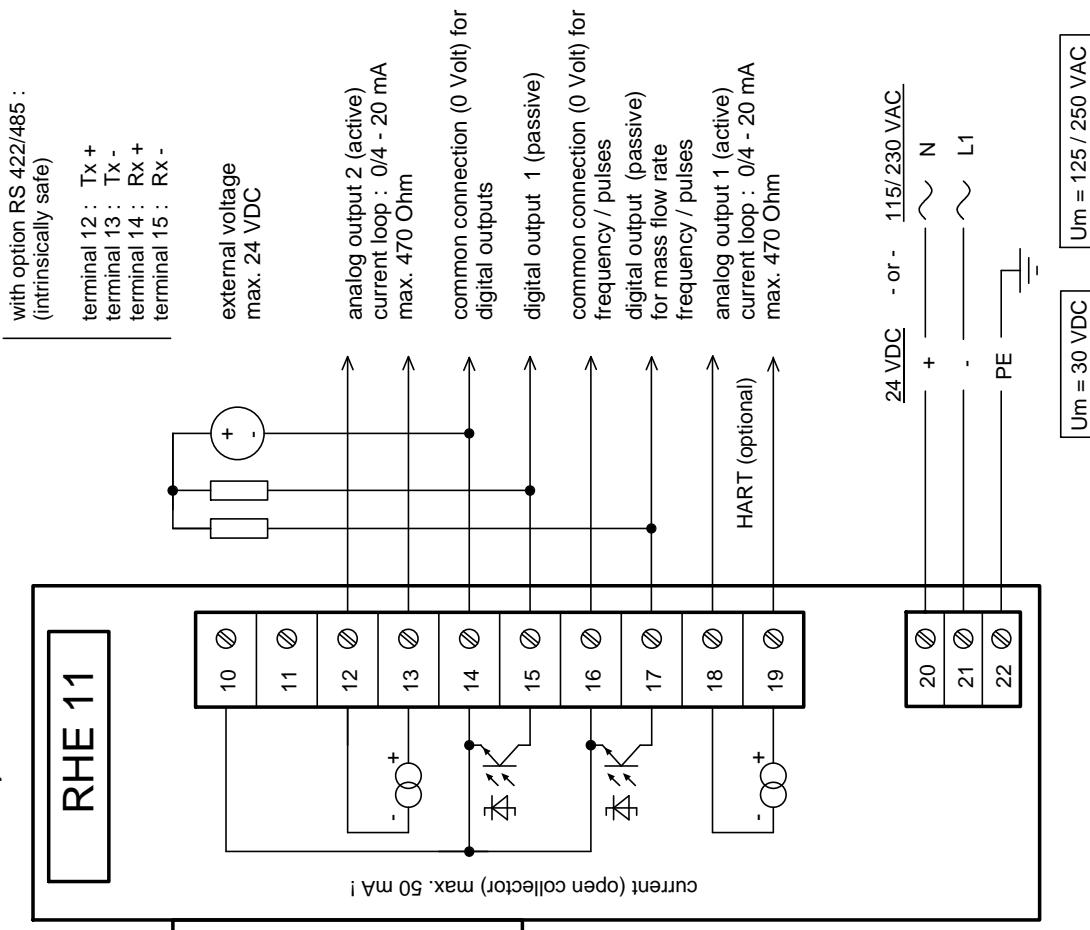 with option RS 422/485 :
(intrinsically safe)
terminal 12 : Tx +
terminal 13 : Tx -
terminal 14 : Rx +
terminal 15 : Rx -
external voltage
max. 24 VDC
analog output 2 (active)
current loop : 0/4 - 20 mA
max. 470 Ohm
common connection (0 Volt) for
digital outputs
digital output 1 (passive)
common connection (0 Volt) for
frequency / pulses
digital output (passive)
for mass flow rate
frequency / pulses
analog output 1 (active)
current loop : 0/4 - 20 mA
max. 470 Ohm
HART (optional)
+
-
RHE 11
10
11
12
13
14
15
16
17
18
19
+
-
+
-
current (open collector) max. 50 mA !
24 VDC - or - 115/ 230 VAC
20 + N
21 - L1
22 PE
Um = 30 VDC
Um = 125 / 250 VAC